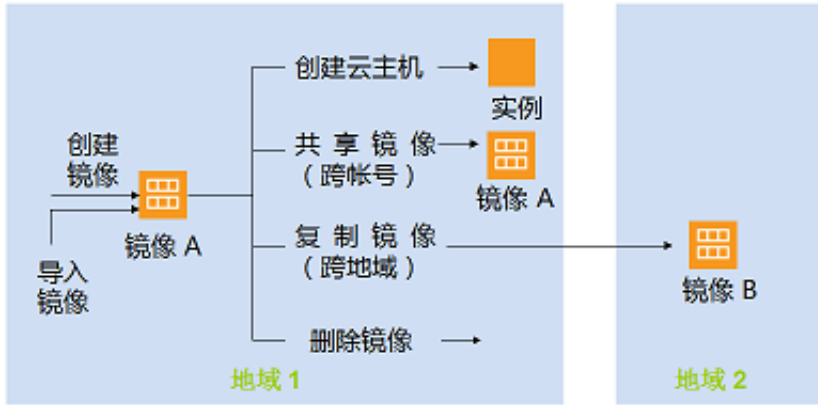 创建云主机
实例
创建
镜像
共享镜像
(跨帐号)
镜像 A
镜像 A
复制镜像
(跨地域)
导入
镜像
镜像 B
删除镜像
地域 1
地域 2